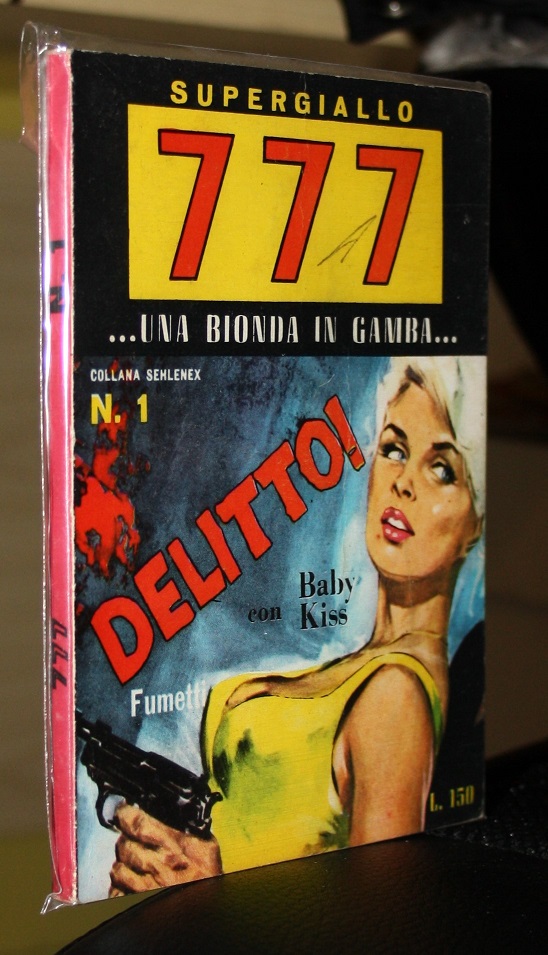 SUPERGIALLO
777
...UNA BIONDA IN GAMBA...
COLLANA SEHLENEX
N. 1
DELITTO!
con Baby Kiss
Fumetti
L. 150